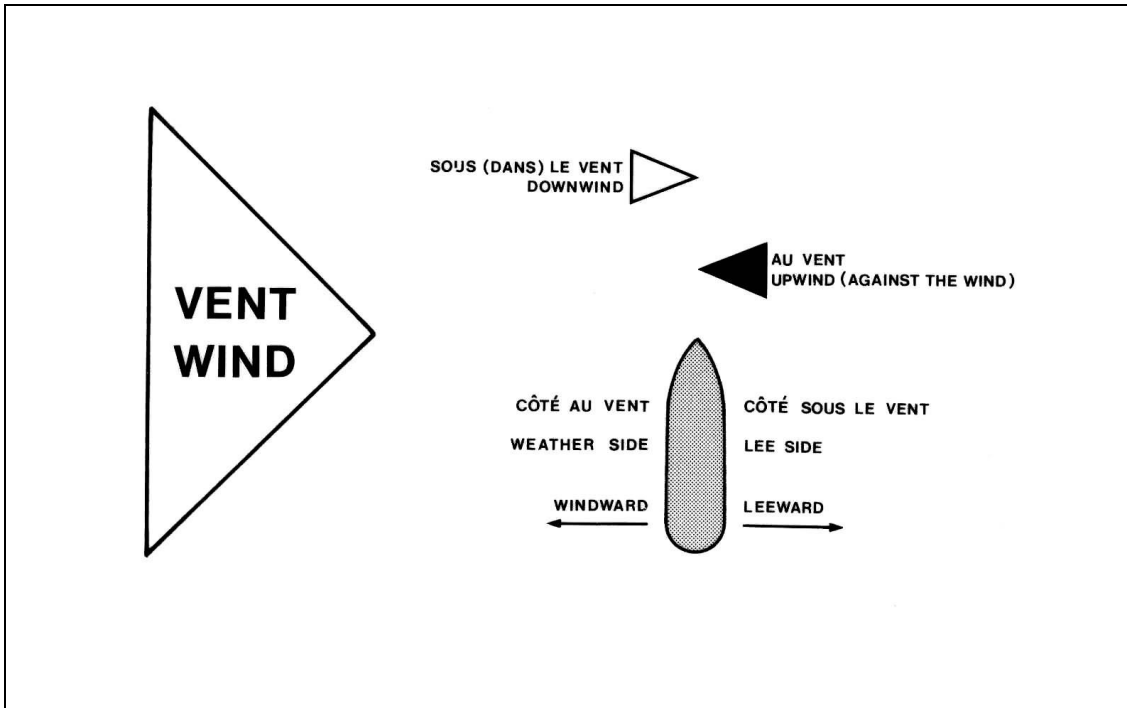 VENT
WIND
SOUS (DANS) LE VENT
DOWNWIND
AU VENT
UPWIND (AGAINST THE WIND)
CÔTÉ AU VENT
CÔTÉ SOUS LE VENT
WEATHER SIDE
LEE SIDE
WINDWARD
LEEWARD